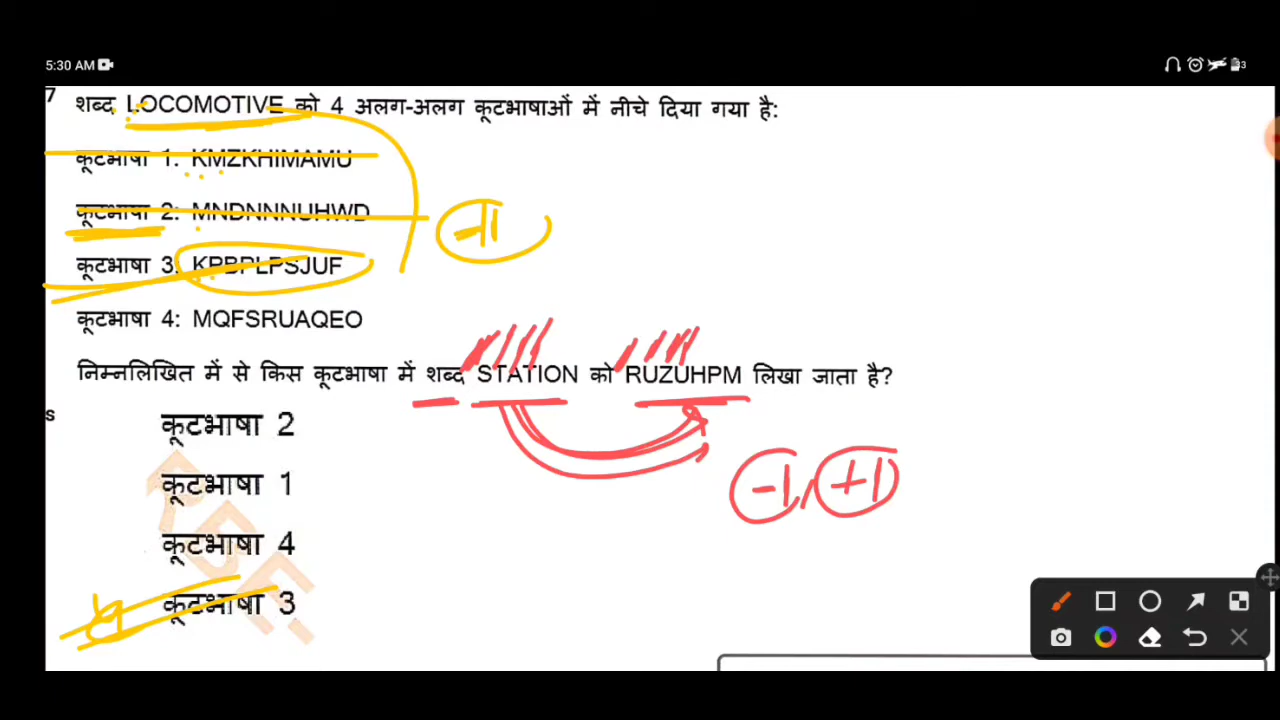 5:30 AM
93
7 शब्द LOCOMOTIVE को 4 अलग-अलग कूटभाषाओं में नीचे दिया गया है:
कूटभाषा 1: KMZKHIMAMU
कूटभाषा 2: MNDNNNUHWD
कूटभाषा 3: KPBPLPSJUF
कूटभाषा 4: MQFSRUAQEO
निम्नलिखित में से किस कूटभाषा में शब्द STATION को RUZUHPM लिखा जाता है?
s
कूटभाषा 2
कूटभाषा 1
कूटभाषा 4
कूटभाषा 3
-1, +1
RBE